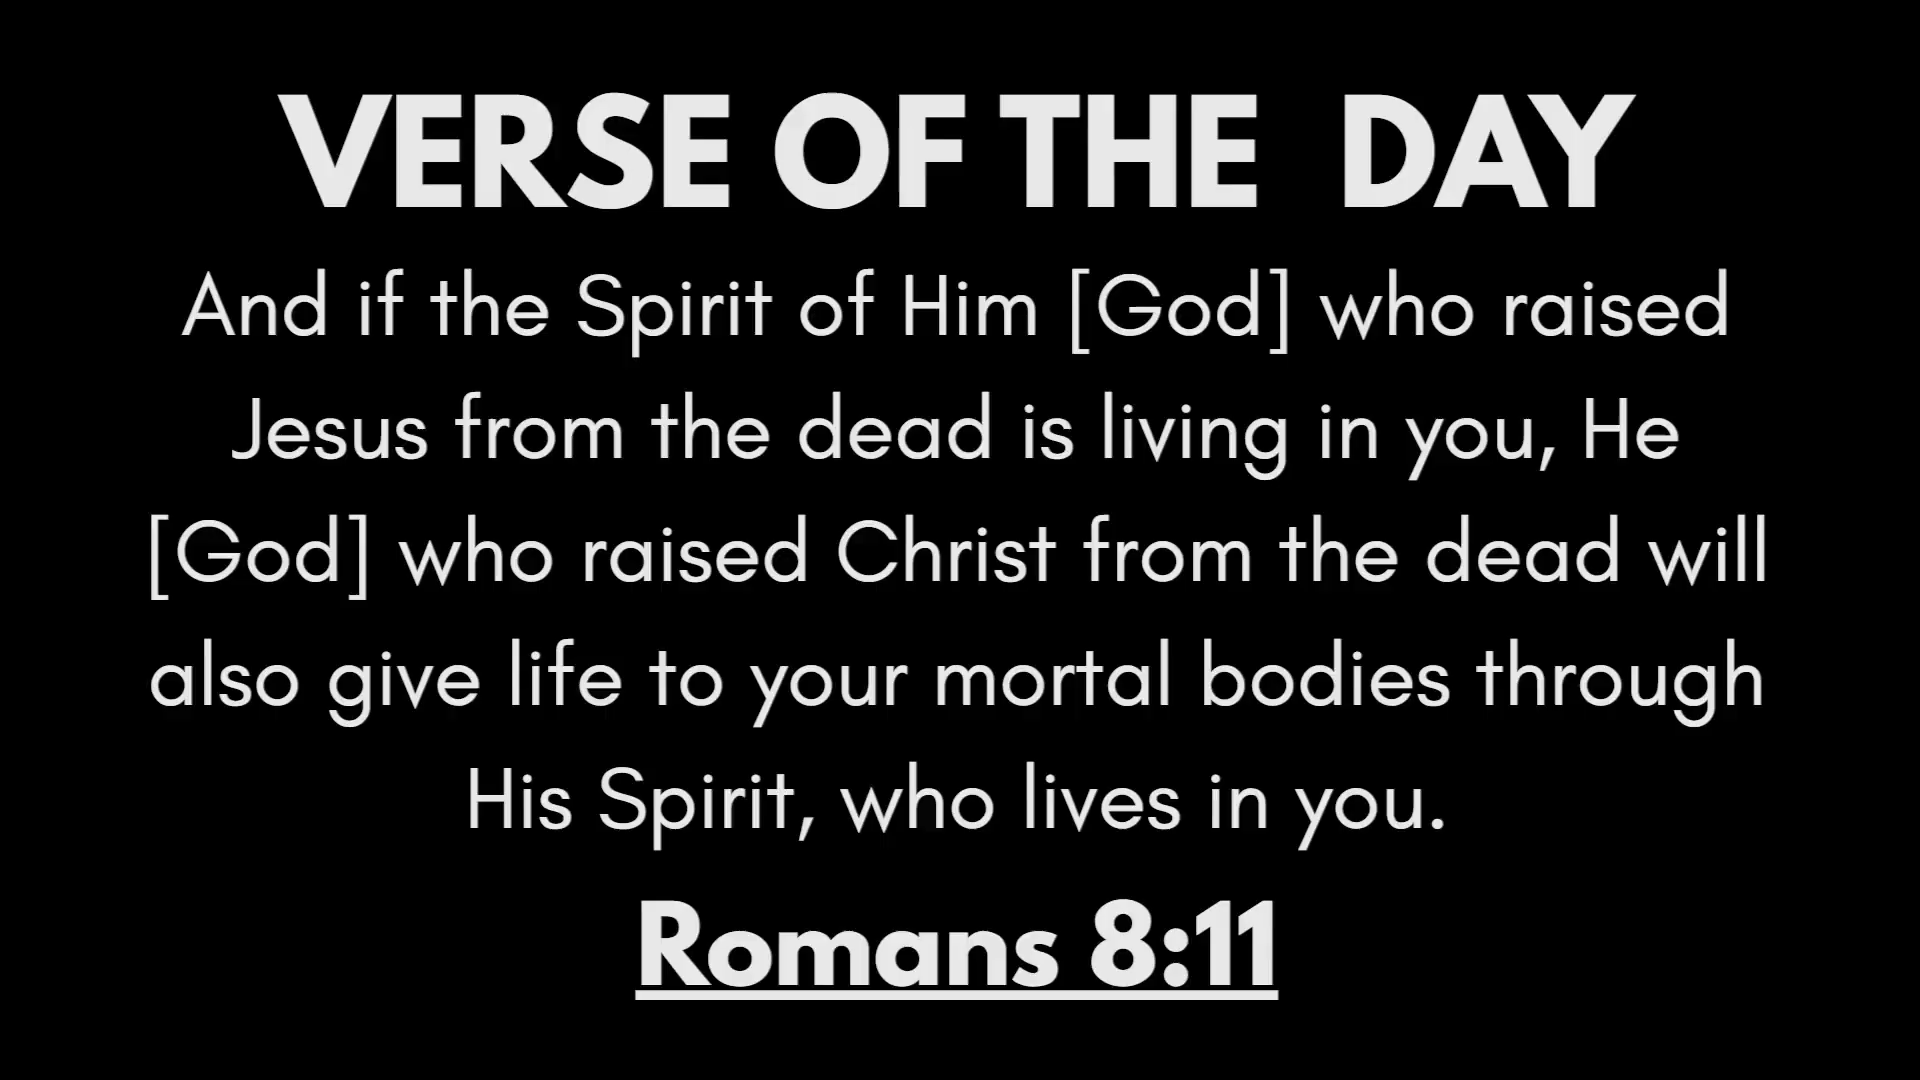 VERSE OF THE DAY
And if the Spirit of Him [God] who raised
Jesus from the dead is living in you, He
[God] who raised Christ from the dead will
also give life to your mortal bodies through
His Spirit, who lives in you.
Romans 8:11